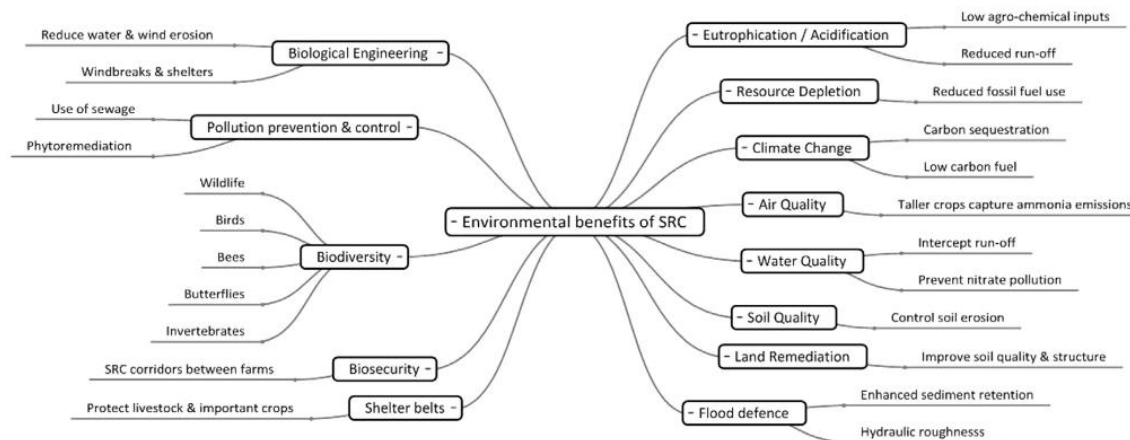 Environmental benefits of SRC
Biological Engineering
Reduce water & wind erosion
Windbreaks & shelters
Pollution prevention & control
Use of sewage
Phytoremediation
Biodiversity
Wildlife
Birds
Bees
Butterflies
Invertebrates
Biosecurity
SRC corridors between farms
Shelter belts
Protect livestock & important crops
Eutrophication / Acidification
Low agro-chemical inputs
Reduced run-off
Resource Depletion
Reduced fossil fuel use
Climate Change
Carbon sequestration
Low carbon fuel
Air Quality
Taller crops capture ammonia emissions
Water Quality
Intercept run-off
Prevent nitrate pollution
Soil Quality
Control soil erosion
Land Remediation
Improve soil quality & structure
Flood defence
Enhanced sediment retention
Hydraulic roughnesss